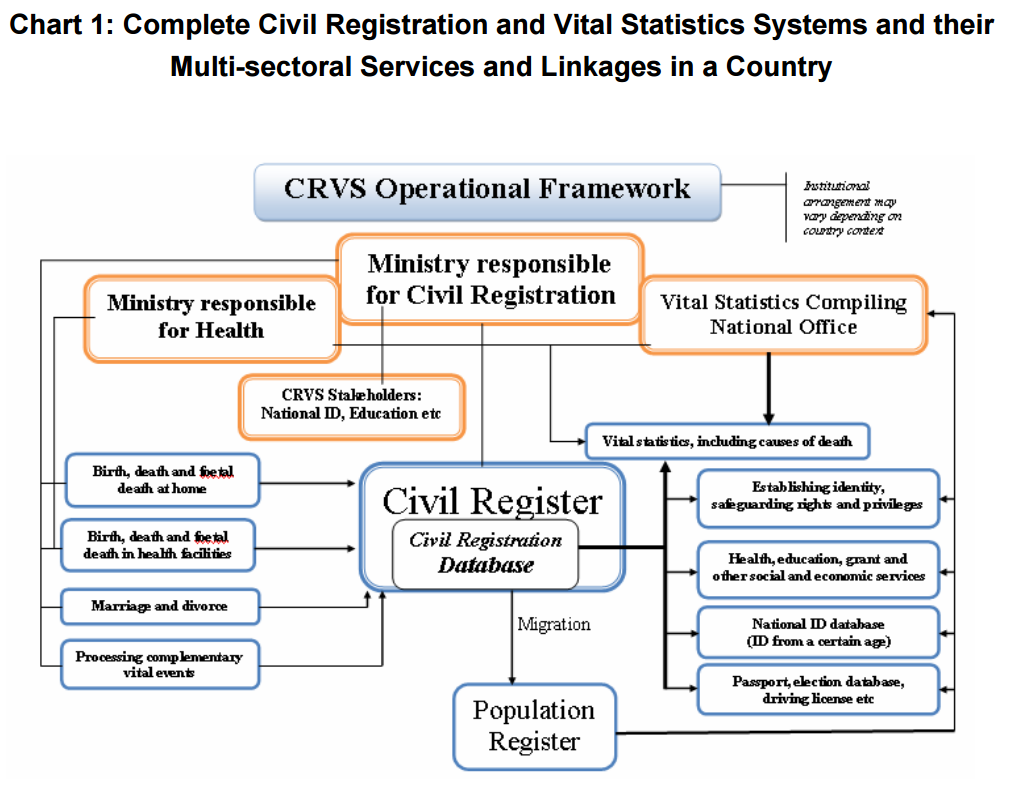 Chart 1: Complete Civil Registration and Vital Statistics Systems and their
Multi-sectoral Services and Linkages in a Country
CRVS Operational Framework
Institutional
arrangement may
vary depending on
country context
Ministry responsible
for Civil Registration
Ministry responsible
for Health
Vital Statistics Compiling
National Office
CRVS Stakeholders:
National ID, Education etc
Vital statistics, including causes of death
Birth, death and foetal
death at home
Birth, death and foetal
death in health facilities
Marriage and divorce
Processing complementary
vital events
Civil Register
Civil Registration
Database
Establishing identity,
safeguarding rights and privileges
Health, education, grant and
other social and economic services
National ID database
(ID from a certain age)
Passport, election database,
driving license etc
Migration
Population
Register